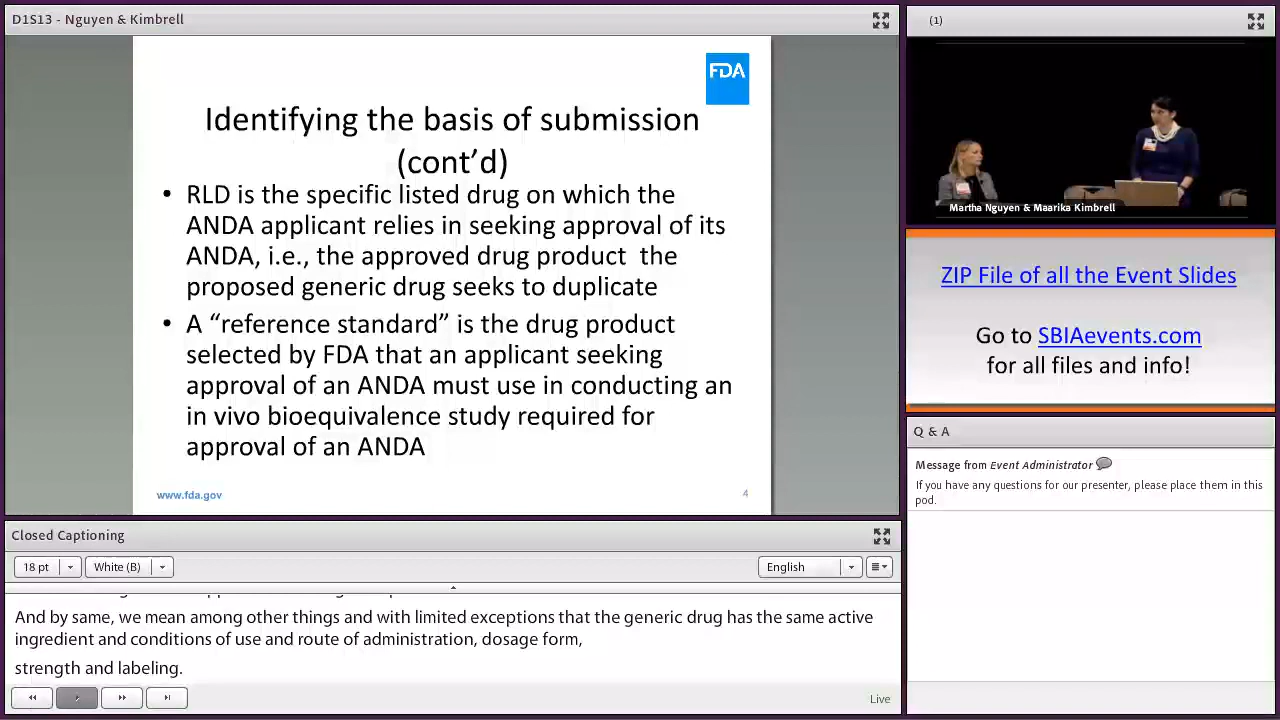 D1S13 - Nguyen & Kimbrell
FDA
Identifying the basis of submission
(cont’d)
• RLD is the specific listed drug on which the
ANDA applicant relies in seeking approval of its
ANDA, i.e., the approved drug product the
proposed generic drug seeks to duplicate
• A “reference standard” is the drug product
selected by FDA that an applicant seeking
approval of an ANDA must use in conducting an
in vivo bioequivalence study required for
approval of an ANDA
www.fda.gov
4
(1)
Martha Nguyen & Maarika Kimbrell
ZIP File of all the Event Slides
Go to SBIAevents.com
for all files and info!
Q & A
Message from Event Administrator
If you have any questions for our presenter, please place them in this
pod.
Closed Captioning
18 pt
White (B)
English
And by same, we mean among other things and with limited exceptions that the generic drug has the same active
ingredient and conditions of use and route of administration, dosage form,
strength and labeling.
Live